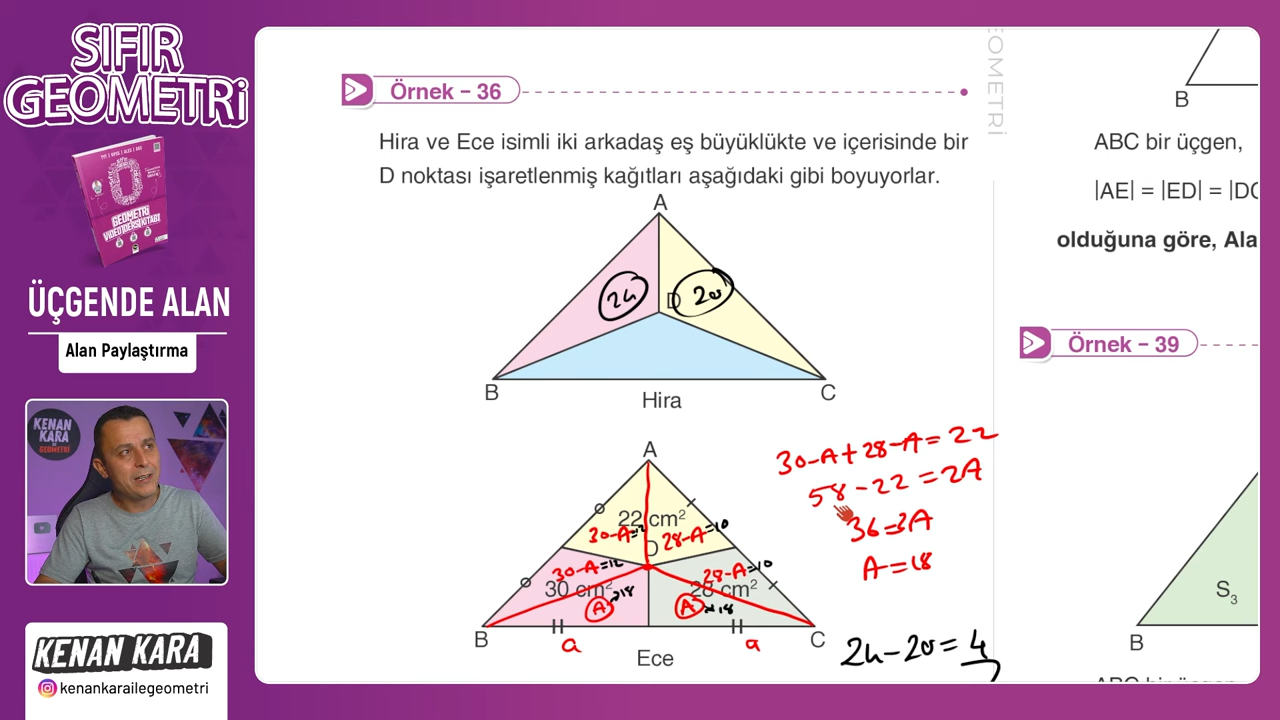 SIFIR
GEOMETRİ
ÜÇGENDE ALAN
Alan Paylaştırma
KENAN
KARA
GEOMETRİ
KENAN KARA
kenankarailegeometri
Örnek - 36
Hira ve Ece isimli iki arkadaş eş büyüklükte ve içerisinde bir
D noktası işaretlenmiş kağıtları aşağıdaki gibi boyuyorlar.
A
24
D
20
B
C
Hira
A
22 cm²
30-A=12
28-A=10
D
30-A=12
28-A=10
30 cm²
28 cm²
A→18
A→18
B
C
a
a
Ece
30-A+28-A=22
58-22=2A
36=3A
A=18
24-20=4
EOMETRİ
B
ABC bir üçgen,
|AE| = |ED| = |DC
olduğuna göre, Ala
Örnek - 39
S₃
B